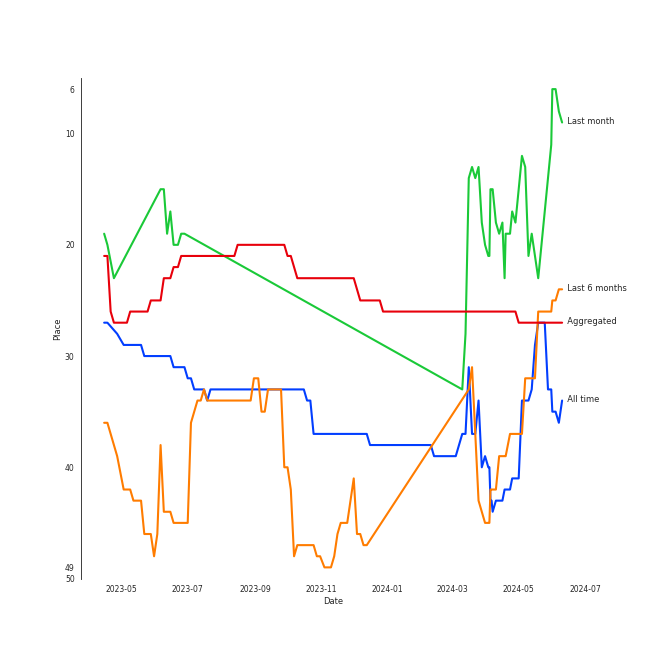 6
10
20
30
40
49
50
Place
2023-05
2023-07
2023-09
2023-11
2024-01
2024-03
2024-05
2024-07
Date
Last month
Last 6 months
Aggregated
All time